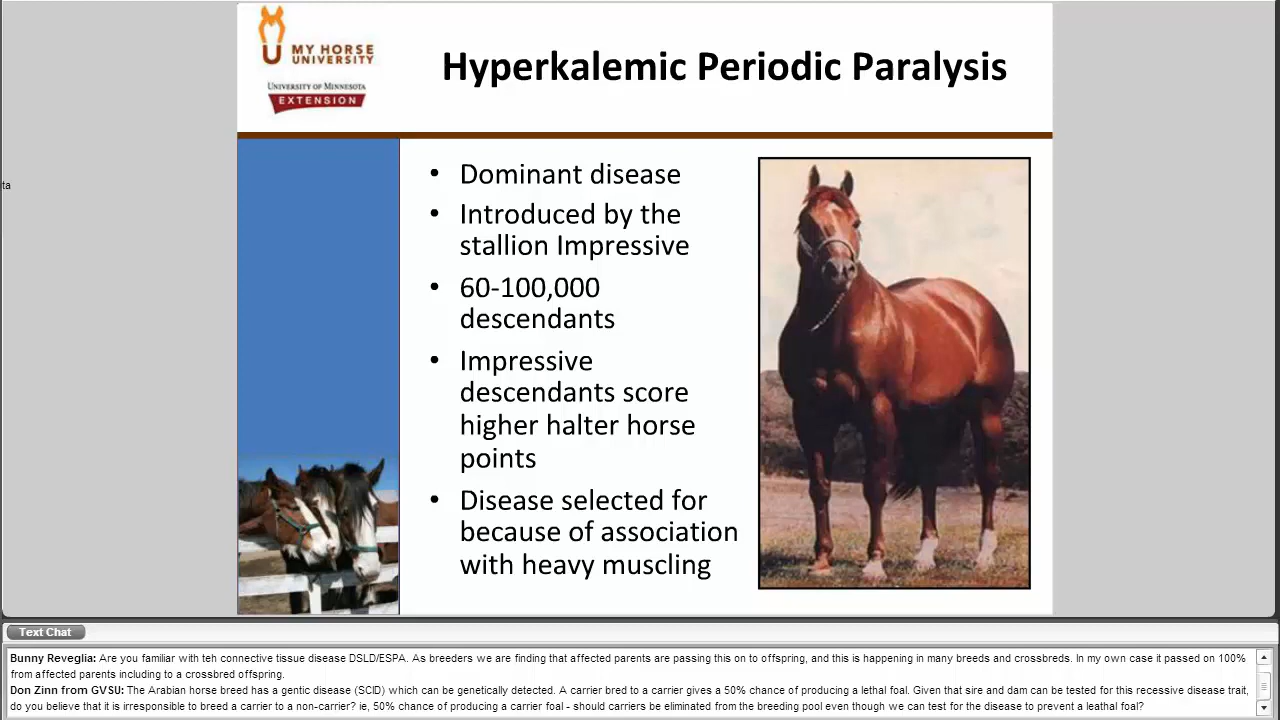 MY HORSE
UNIVERSITY
UNIVERSITY OF MINNESOTA
EXTENSION
Hyperkalemic Periodic Paralysis
ta
• Dominant disease
• Introduced by the
stallion Impressive
• 60-100,000
descendants
• Impressive
descendants score
higher halter horse
points
• Disease selected for
because of association
with heavy muscling
Text Chat
Bunny Reveglia: Are you familiar with teh connective tissue disease DSLD/ESPA. As breeders we are finding that affected parents are passing this on to offspring, and this is happening in many breeds and crossbreds. In my own case it passed on 100%
from affected parents including to a crossbred offspring.
Don Zinn from GVSU: The Arabian horse breed has a gentic disease (SCID) which can be genetically detected. A carrier bred to a carrier gives a 50% chance of producing a lethal foal. Given that sire and dam can be tested for this recessive disease trait,
do you believe that it is irresponsible to breed a carrier to a non-carrier? ie, 50% chance of producing a carrier foal - should carriers be eliminated from the breeding pool even though we can test for the disease to prevent a leathal foal?